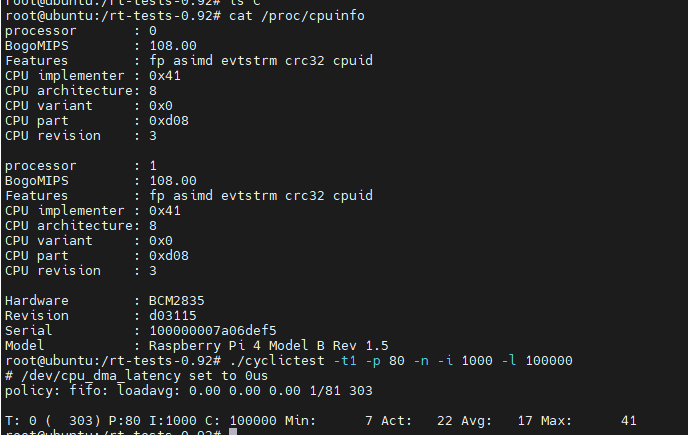 root@ubuntu:/rt-tests-0.92# ls C
root@ubuntu:/rt-tests-0.92# cat /proc/cpuinfo
processor : 0
BogoMIPS : 108.00
Features : fp asimd evtstrm crc32 cpuid
CPU implementer : 0x41
CPU architecture: 8
CPU variant : 0x0
CPU part : 0xd08
CPU revision : 3
processor : 1
BogoMIPS : 108.00
Features : fp asimd evtstrm crc32 cpuid
CPU implementer : 0x41
CPU architecture: 8
CPU variant : 0x0
CPU part : 0xd08
CPU revision : 3
Hardware : BCM2835
Revision : d03115
Serial : 100000007a06def5
Model : Raspberry Pi 4 Model B Rev 1.5
root@ubuntu:/rt-tests-0.92# ./cyclictest -t1 -p 80 -n -i 1000 -l 100000
# /dev/cpu_dma_latency set to 0us
policy: fifo: loadavg: 0.00 0.00 0.00 1/81 303
T: 0 ( 303) P:80 I:1000 C: 100000 Min: 7 Act: 22 Avg: 17 Max: 41
root@ubuntu:/rt-tests-0.92#